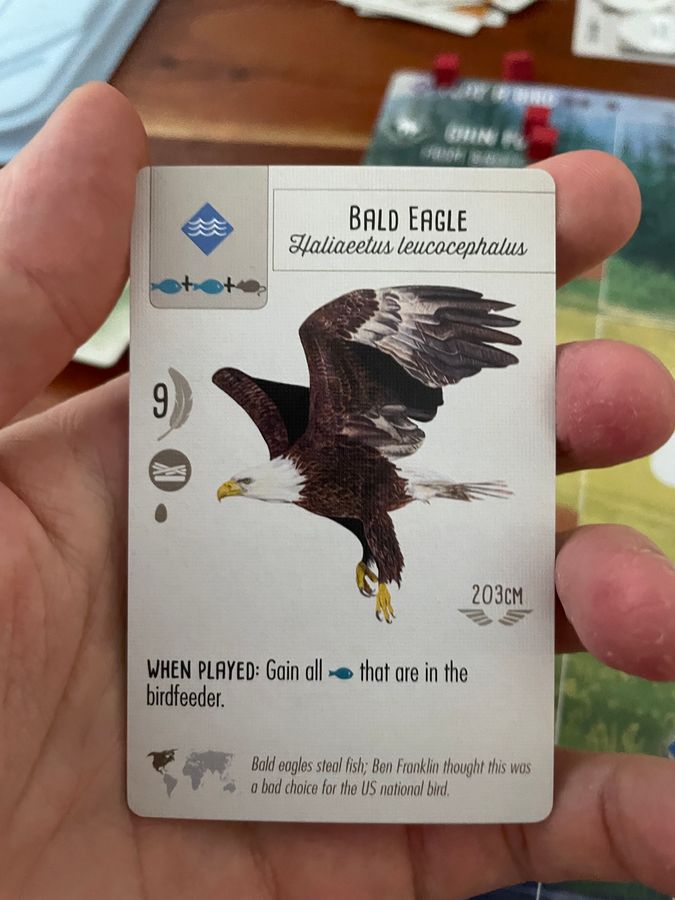 BALD EAGLE
Haliaeetus leucocephalus
9
203CM
WHEN PLAYED: Gain all that are in the
birdfeeder.
Bald eagles steal fish; Ben Franklin thought this was
a bad choice for the US national bird.